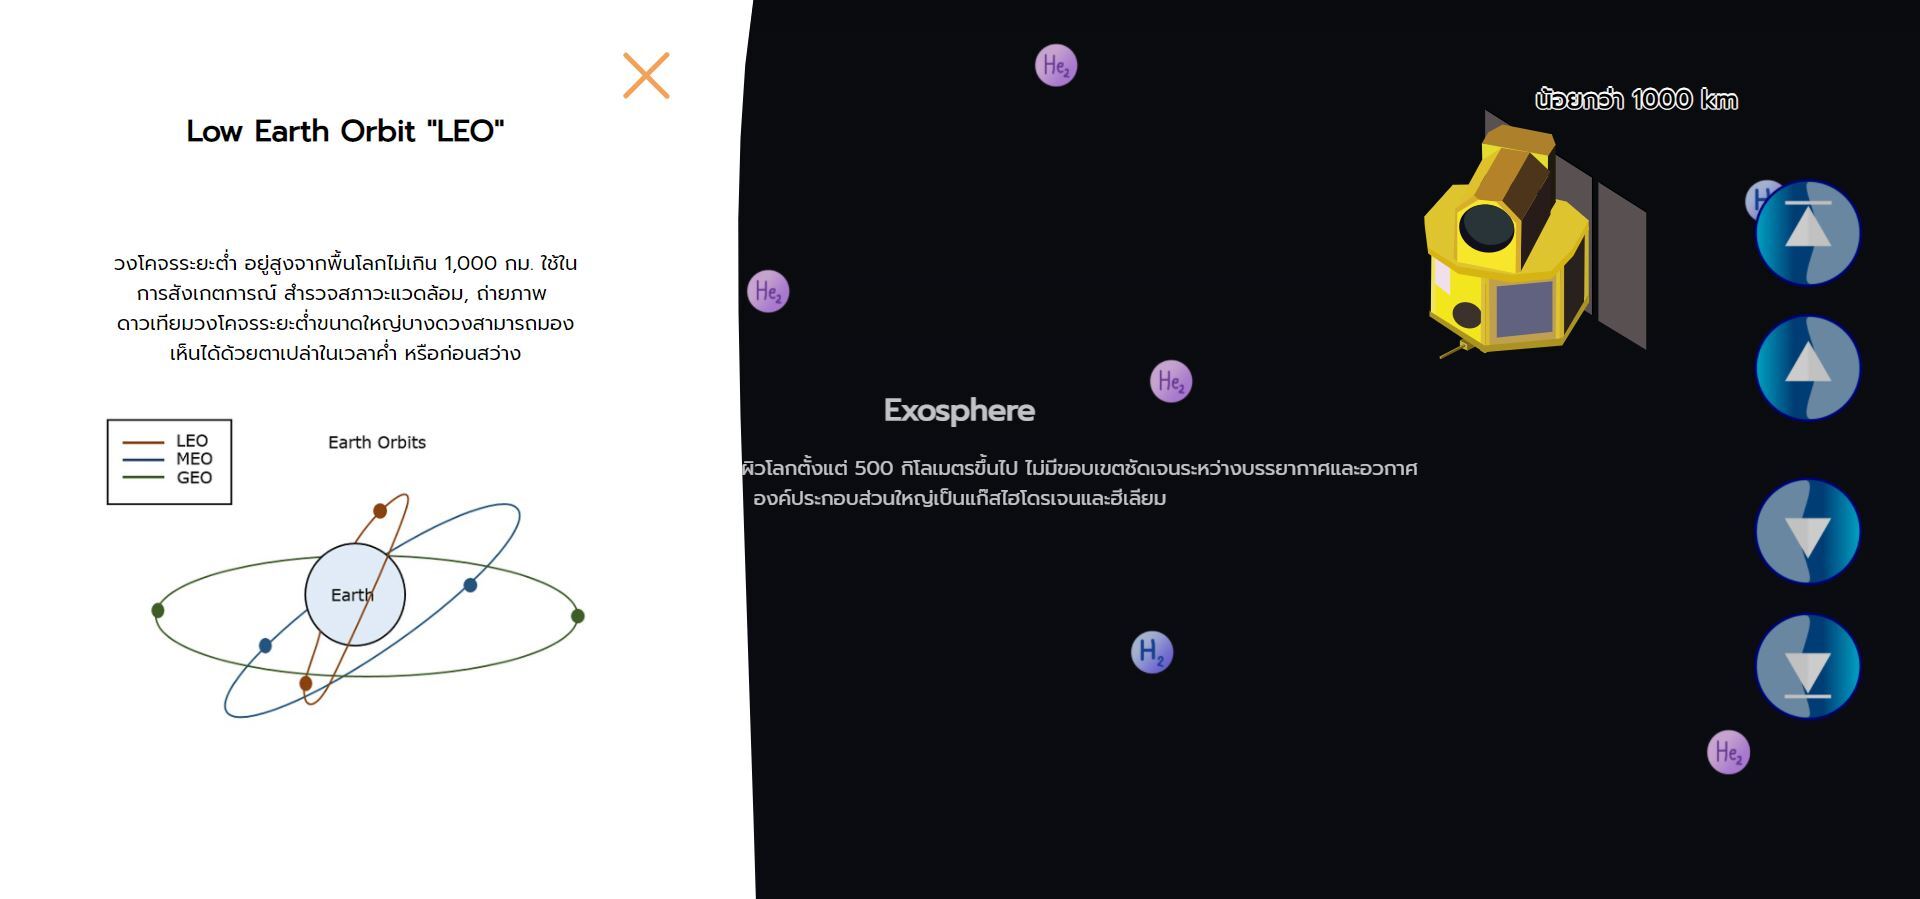 Low Earth Orbit "LEO"
วงโคจรระยะต่ำ อยู่สูงจากพื้นโลกไม่เกิน 1,000 กม. ใช้ใน
การสังเกตการณ์ สำรวจสภาวะแวดล้อม, ถ่ายภาพ
ดาวเทียมวงโคจรระยะต่ำขนาดใหญ่บางดวงสามารถมอง
เห็นได้ด้วยตาเปล่าในเวลาค่ำ หรือก่อนสว่าง
LEO
MEO
GEO
Earth Orbits
Earth
He2
น้อยกว่า 1000 km
He2
He2
Exosphere
ผิวโลกตั้งแต่ 500 กิโลเมตรขึ้นไป ไม่มีขอบเขตชัดเจนระหว่างบรรยากาศและอวกาศ
องค์ประกอบส่วนใหญ่เป็นแก๊สไฮโดรเจนและฮีเลียม
H2
He2